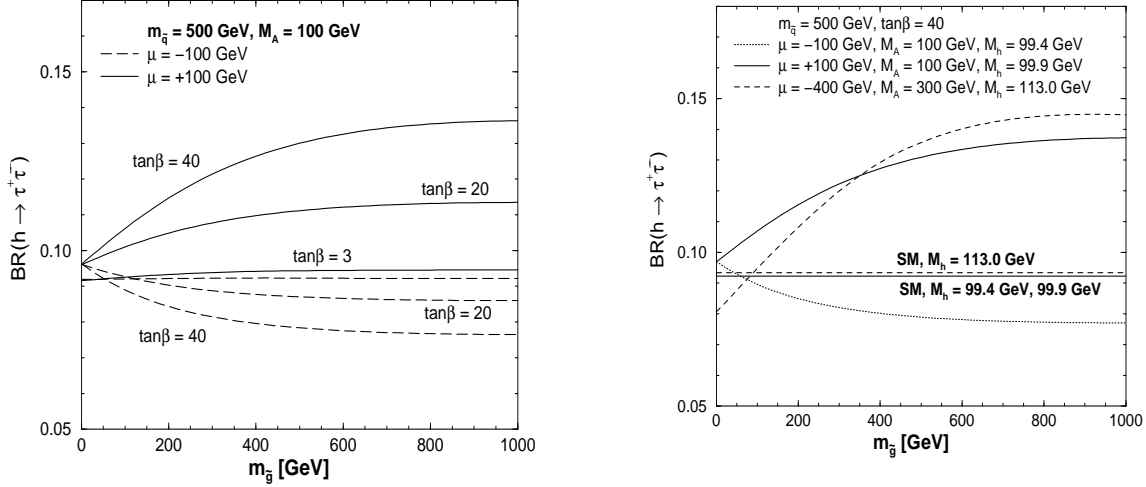 m_q̃ = 500 GeV, M_A = 100 GeV
μ = −100 GeV
μ = +100 GeV
0.15
BR(h → τ⁺τ⁻)
tanβ = 40
tanβ = 20
0.10
tanβ = 3
tanβ = 20
tanβ = 40
0.05
0 200 400 600 800 1000
m_g̃ [GeV]
m_q̃ = 500 GeV, tanβ = 40
μ = −100 GeV, M_A = 100 GeV, M_h = 99.4 GeV
μ = +100 GeV, M_A = 100 GeV, M_h = 99.9 GeV
μ = −400 GeV, M_A = 300 GeV, M_h = 113.0 GeV
0.15
BR(h → τ⁺τ⁻)
0.10
SM, M_h = 113.0 GeV
SM, M_h = 99.4 GeV, 99.9 GeV
0.05
0 200 400 600 800 1000
m_g̃ [GeV]